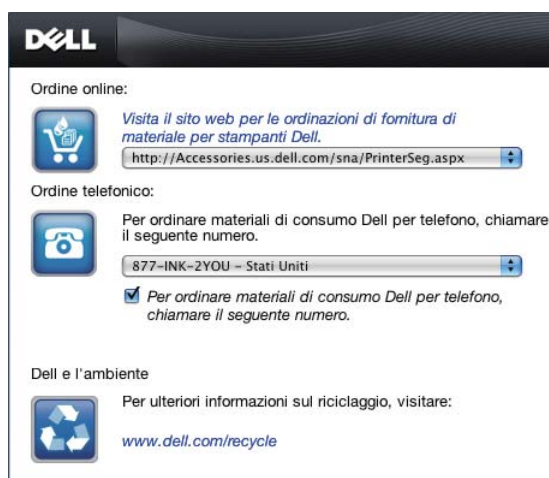 DELL
Ordine online:
Visita il sito web per le ordinazioni di fornitura di
materiale per stampanti Dell.
http://Accessories.us.dell.com/sna/PrinterSeg.aspx
Ordine telefonico:
Per ordinare materiali di consumo Dell per telefono, chiamare
il seguente numero.
877-INK-2YOU - Stati Uniti
Per ordinare materiali di consumo Dell per telefono,
chiamare il seguente numero.
Dell e l'ambiente
Per ulteriori informazioni sul riciclaggio, visitare:
www.dell.com/recycle